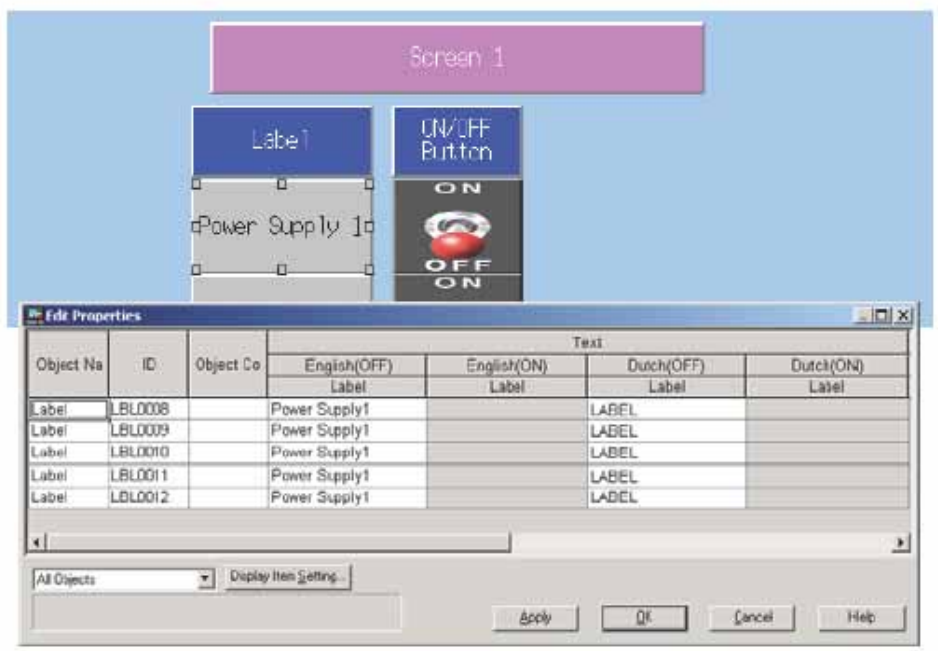 Screen 1
Label
ON/OFF
Button
ON
Power Supply 1
OFF
ON
Edit Properties
Object Na ID Object Co Text
English(OFF) English(ON) Dutch(OFF) Dutch(ON)
Label Label Label Label
Label LBL0008 Power Supply1 LABEL
Label LBL0009 Power Supply1 LABEL
Label LBL0010 Power Supply1 LABEL
Label LBL0011 Power Supply1 LABEL
Label LBL0012 Power Supply1 LABEL
All Objects Display Item Setting...
Apply OK Cancel Help